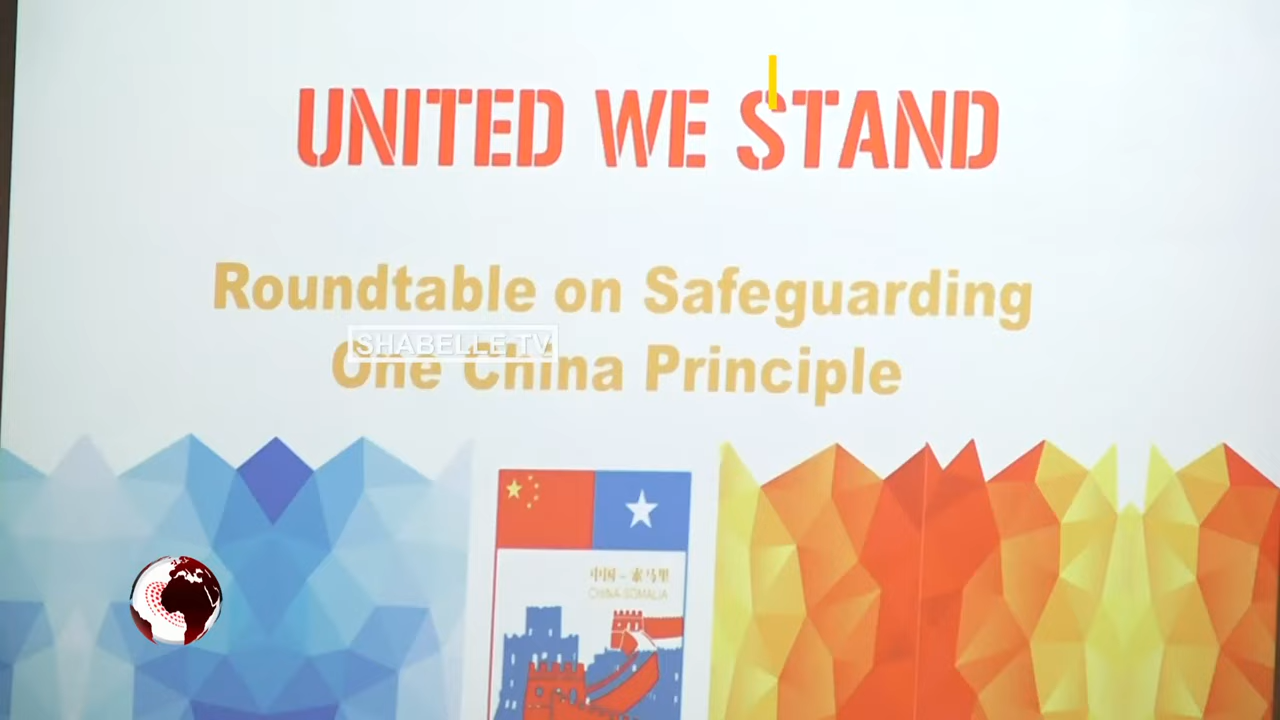 UNITED WE STAND
Roundtable on Safeguarding
SHABELLE TV
One China Principle
中国－索马里
CHINA-SOMALIA